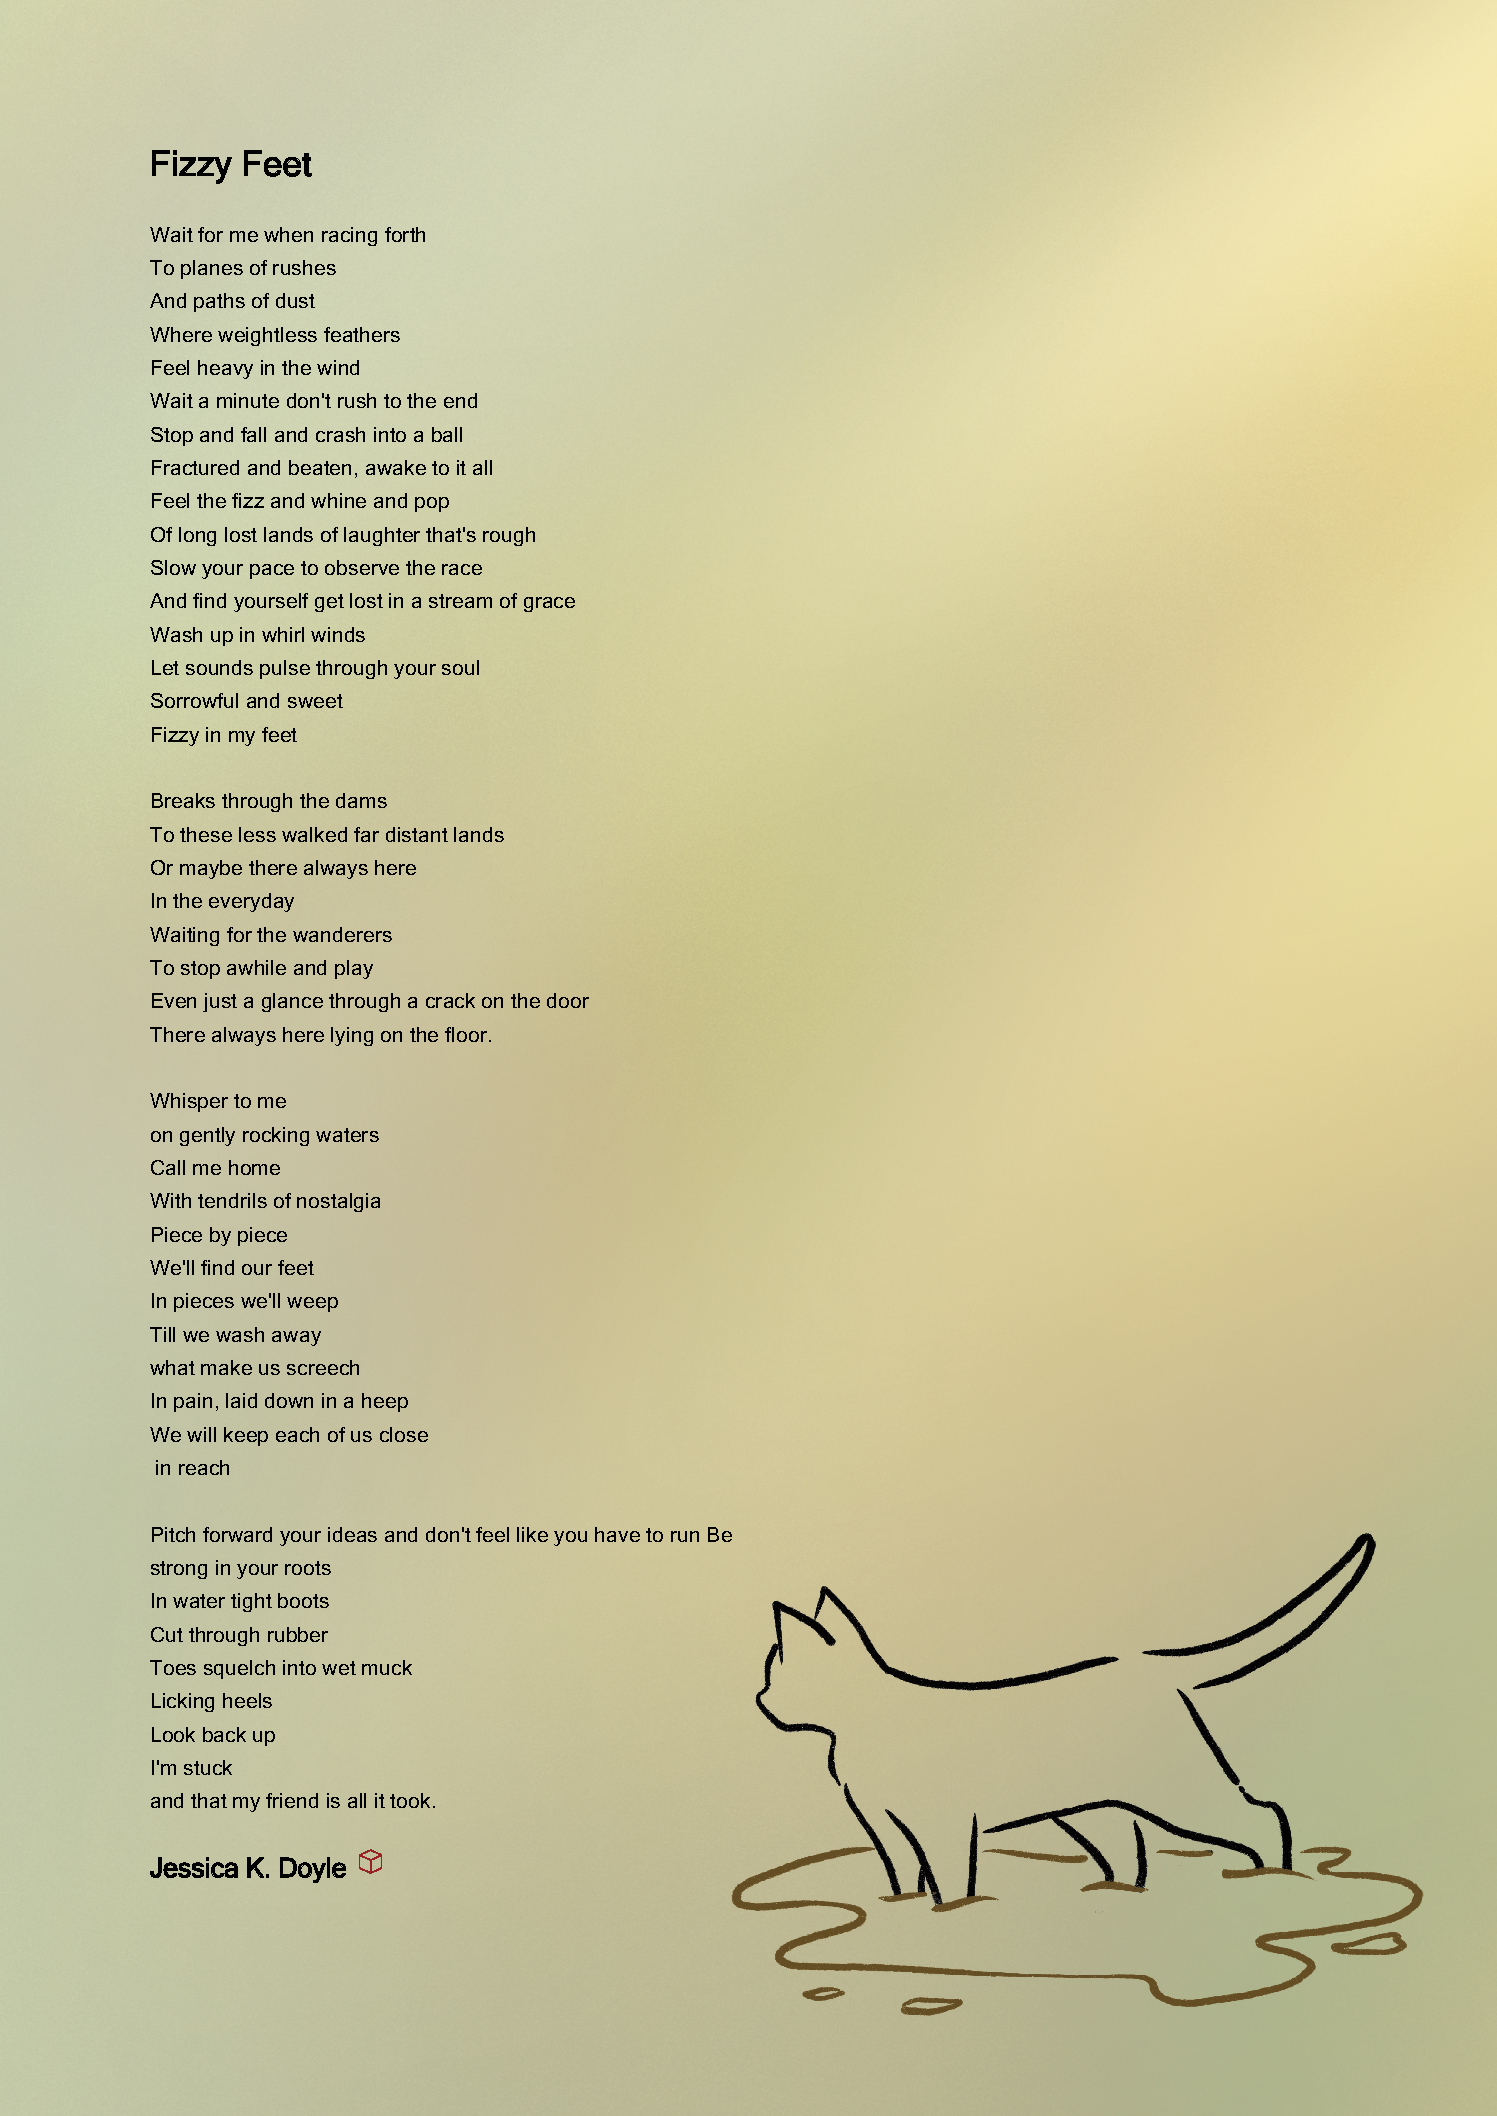 Fizzy Feet
Wait for me when racing forth
To planes of rushes
And paths of dust
Where weightless feathers
Feel heavy in the wind
Wait a minute don't rush to the end
Stop and fall and crash into a ball
Fractured and beaten, awake to it all
Feel the fizz and whine and pop
Of long lost lands of laughter that's rough
Slow your pace to observe the race
And find yourself get lost in a stream of grace
Wash up in whirl winds
Let sounds pulse through your soul
Sorrowful and sweet
Fizzy in my feet
Breaks through the dams
To these less walked far distant lands
Or maybe there always here
In the everyday
Waiting for the wanderers
To stop awhile and play
Even just a glance through a crack on the door
There always here lying on the floor.
Whisper to me
on gently rocking waters
Call me home
With tendrils of nostalgia
Piece by piece
We'll find our feet
In pieces we'll weep
Till we wash away
what make us screech
In pain, laid down in a heep
We will keep each of us close
in reach
Pitch forward your ideas and don't feel like you have to run Be
strong in your roots
In water tight boots
Cut through rubber
Toes squelch into wet muck
Licking heels
Look back up
I'm stuck
and that my friend is all it took.
Jessica K. Doyle